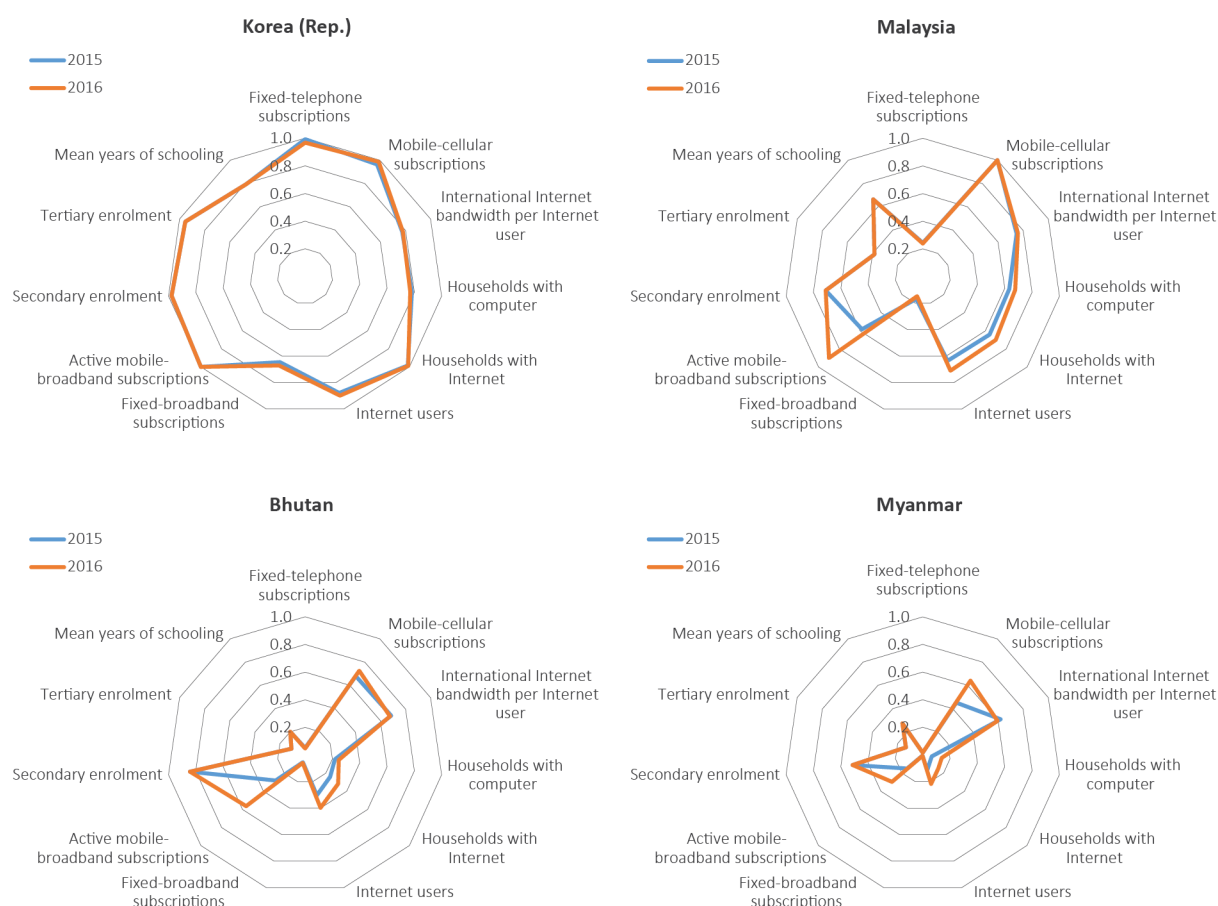 Korea (Rep.)
2015
2016
Fixed-telephone
subscriptions
Mobile-cellular
subscriptions
International Internet
bandwidth per Internet
user
Households with
computer
Households with
Internet
Internet users
Fixed-broadband
subscriptions
Active mobile-
broadband subscriptions
Secondary enrolment
Tertiary enrolment
Mean years of schooling
1.0
0.8
0.6
0.4
0.2
Malaysia
2015
2016
Fixed-telephone
subscriptions
Mobile-cellular
subscriptions
International Internet
bandwidth per Internet
user
Households with
computer
Households with
Internet
Internet users
Fixed-broadband
subscriptions
Active mobile-
broadband subscriptions
Secondary enrolment
Tertiary enrolment
Mean years of schooling
1.0
0.8
0.6
0.4
0.2
Bhutan
2015
2016
Fixed-telephone
subscriptions
Mobile-cellular
subscriptions
International Internet
bandwidth per Internet
user
Households with
computer
Households with
Internet
Internet users
Fixed-broadband
subscriptions
Active mobile-
broadband subscriptions
Secondary enrolment
Tertiary enrolment
Mean years of schooling
1.0
0.8
0.6
0.4
0.2
Myanmar
2015
2016
Fixed-telephone
subscriptions
Mobile-cellular
subscriptions
International Internet
bandwidth per Internet
user
Households with
computer
Households with
Internet
Internet users
Fixed-broadband
subscriptions
Active mobile-
broadband subscriptions
Secondary enrolment
Tertiary enrolment
Mean years of schooling
1.0
0.8
0.6
0.4
0.2